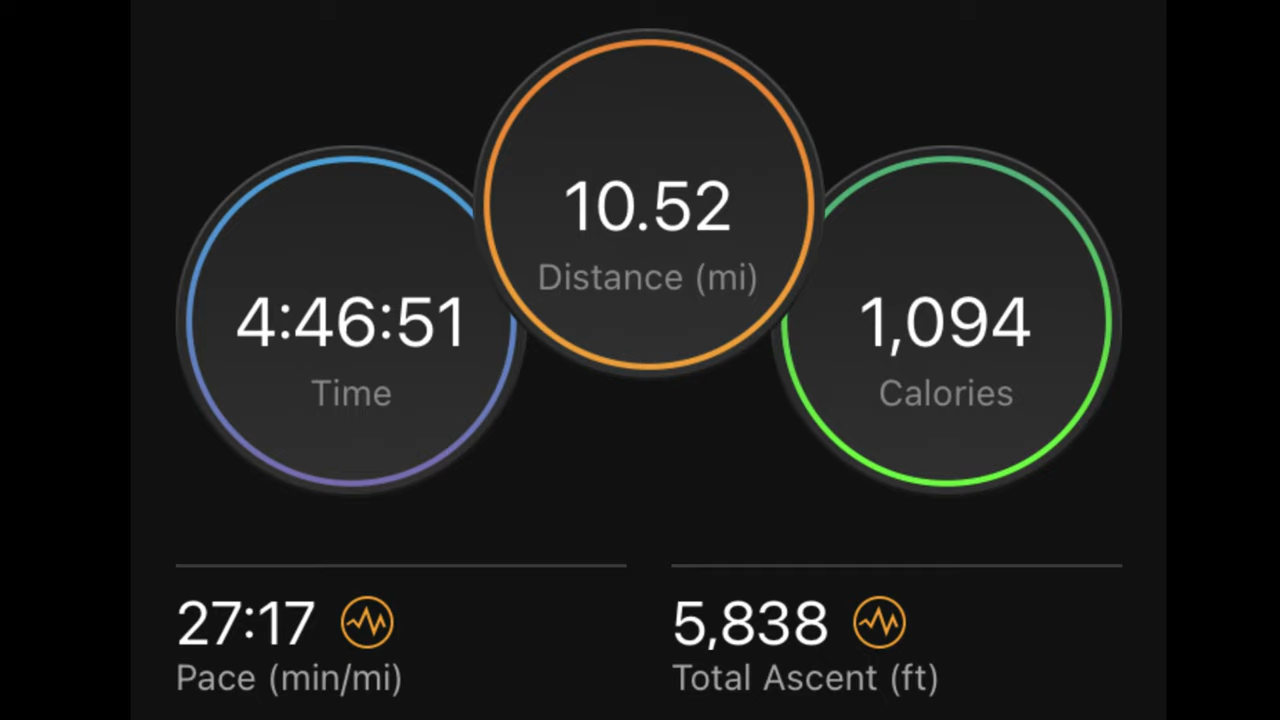 10.52
Distance (mi)
4:46:51
Time
1,094
Calories
27:17
Pace (min/mi)
5,838
Total Ascent (ft)